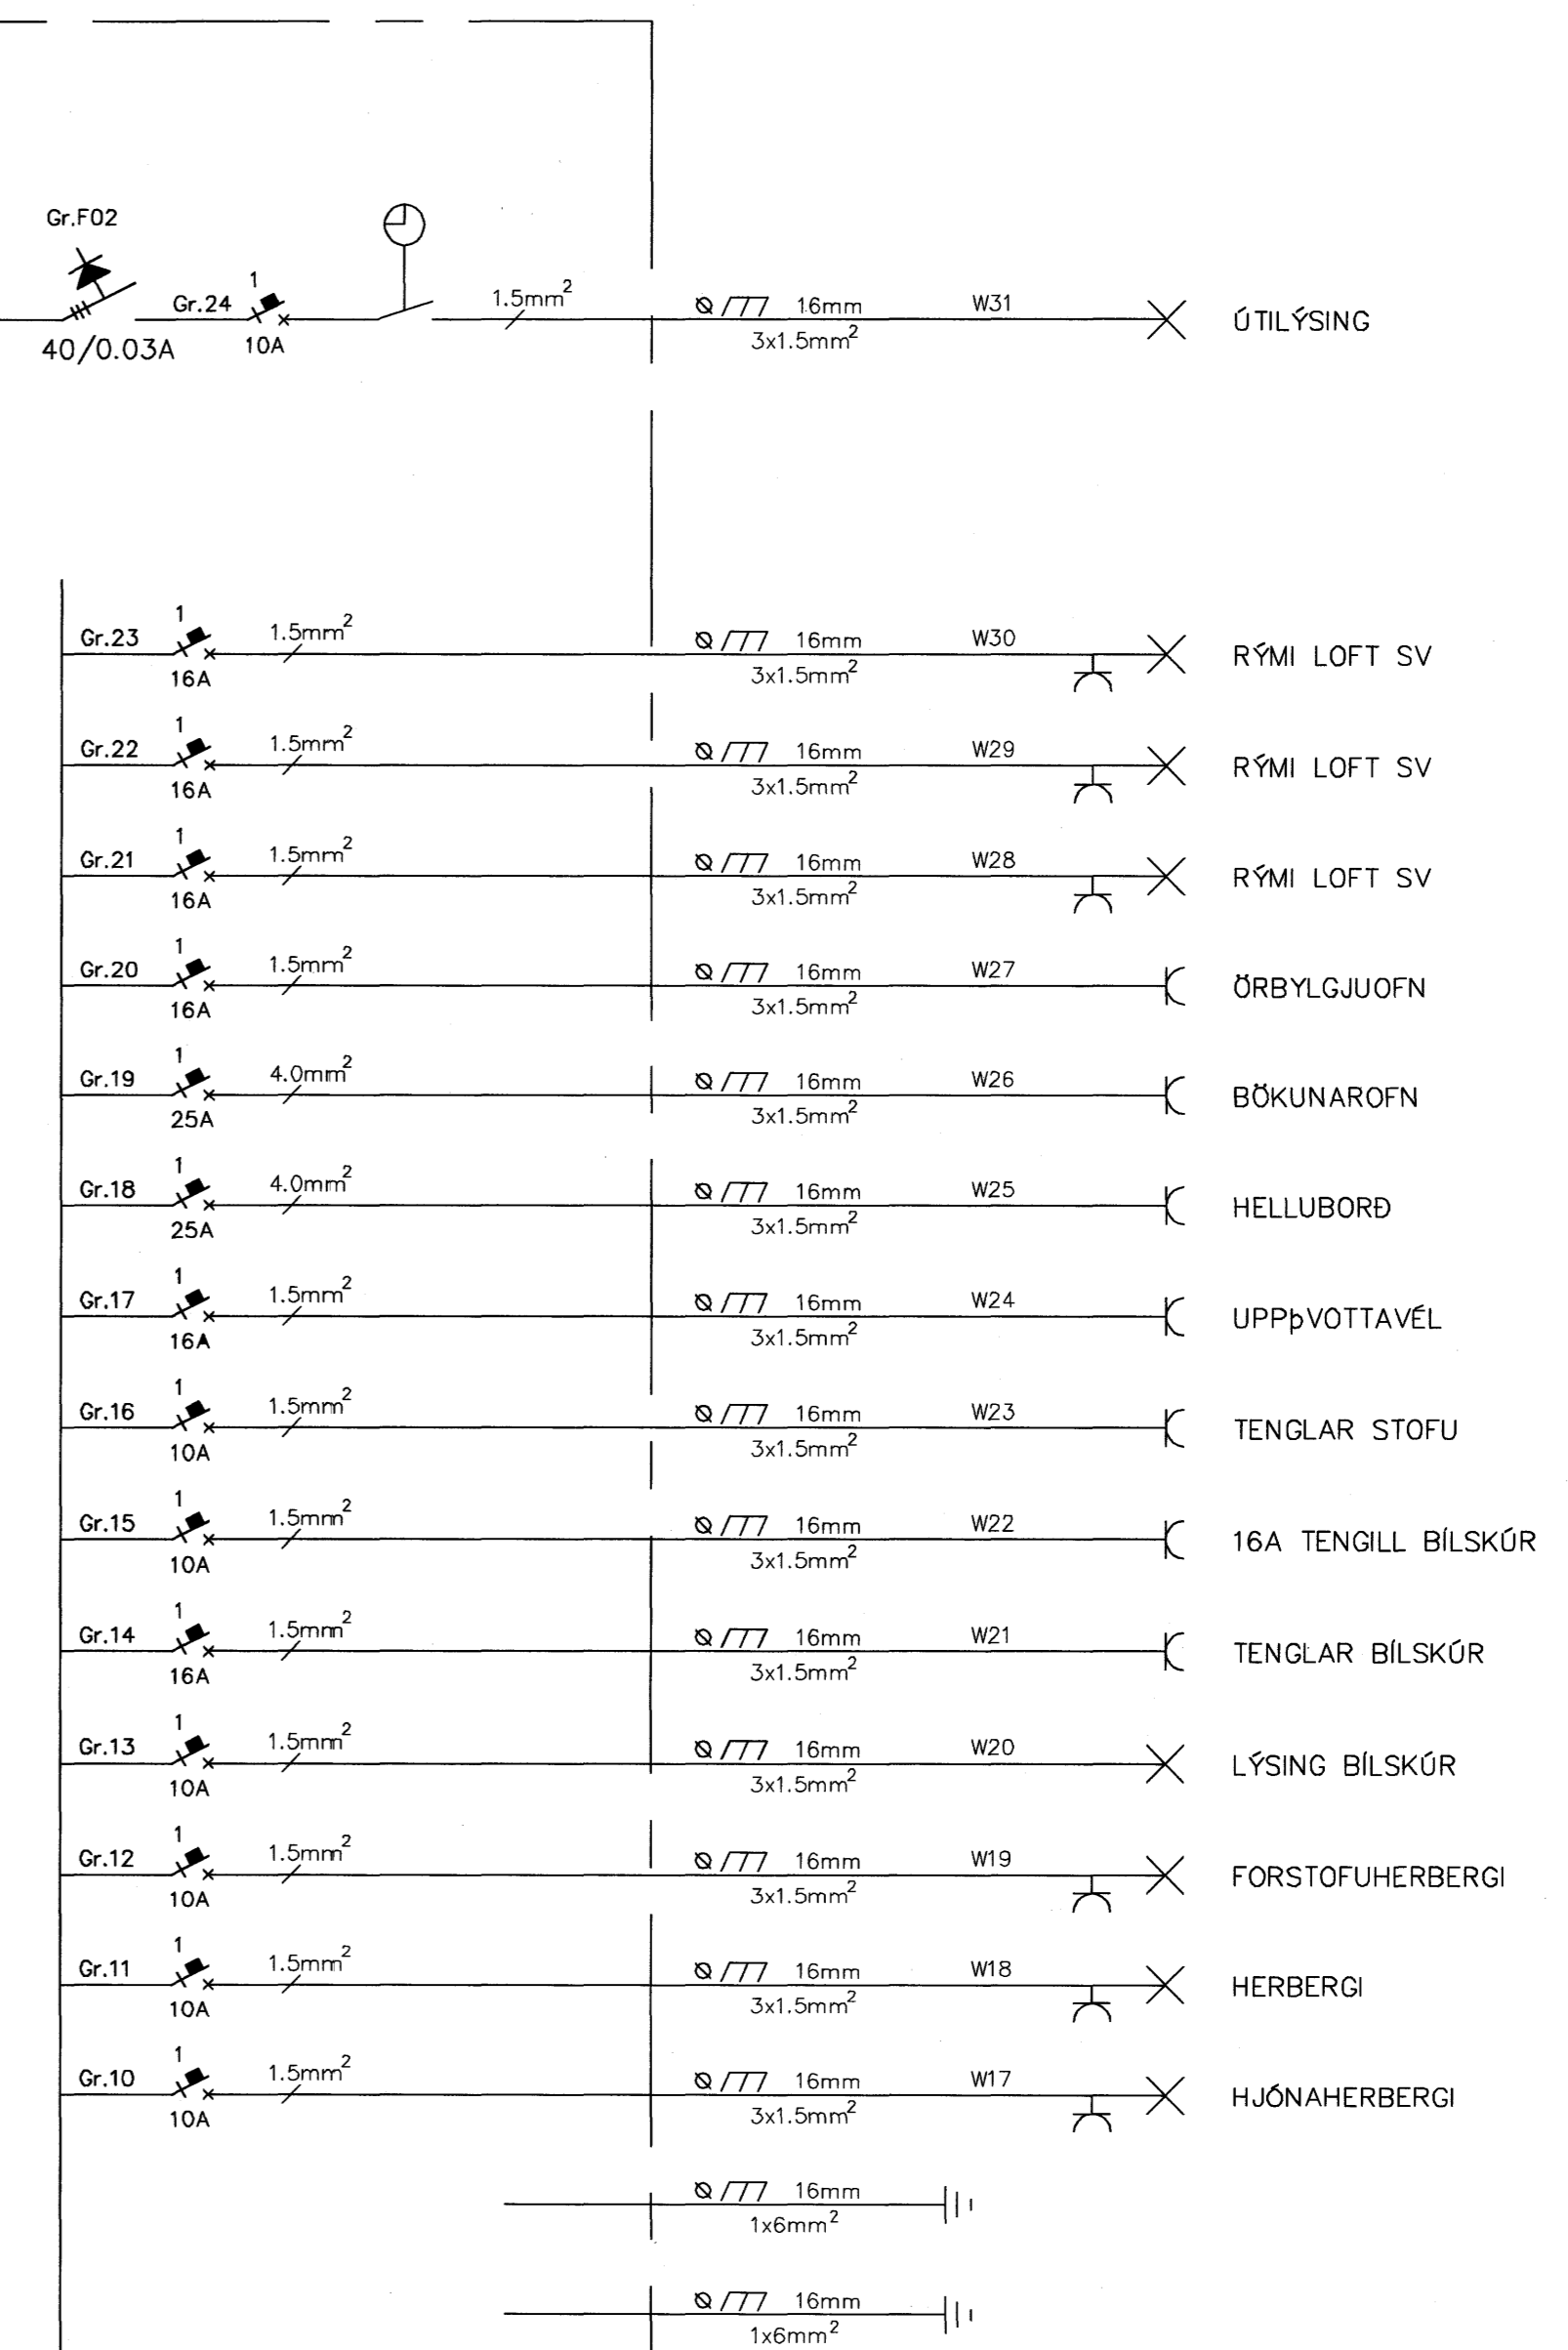 Gr.F02
1
Gr.24 1.5mm² 16mm W31 ÚTILÝSING
40/0.03A 10A 3x1.5mm²
1
Gr.23 1.5mm² 16mm W30 RÝMI LOFT SV
16A 3x1.5mm²
1
Gr.22 1.5mm² 16mm W29 RÝMI LOFT SV
16A 3x1.5mm²
1
Gr.21 1.5mm² 16mm W28 RÝMI LOFT SV
16A 3x1.5mm²
1
Gr.20 1.5mm² 16mm W27 ÖRBYLGJUOFN
16A 3x1.5mm²
1
Gr.19 4.0mm² 16mm W26 BÖKUNAROFN
25A 3x1.5mm²
1
Gr.18 4.0mm² 16mm W25 HELLUBORÐ
25A 3x1.5mm²
1
Gr.17 1.5mm² 16mm W24 UPPÞVOTTAVÉL
16A 3x1.5mm²
1
Gr.16 1.5mm² 16mm W23 TENGLAR STOFU
10A 3x1.5mm²
1
Gr.15 1.5mm² 16mm W22 16A TENGILL BÍLSKÚR
10A 3x1.5mm²
1
Gr.14 1.5mm² 16mm W21 TENGLAR BÍLSKÚR
16A 3x1.5mm²
1
Gr.13 1.5mm² 16mm W20 LÝSING BÍLSKÚR
10A 3x1.5mm²
1
Gr.12 1.5mm² 16mm W19 FORSTOFUHERBERGI
10A 3x1.5mm²
1
Gr.11 1.5mm² 16mm W18 HERBERGI
10A 3x1.5mm²
1
Gr.10 1.5mm² 16mm W17 HJÓNAHERBERGI
10A 3x1.5mm²
16mm
1x6mm²
16mm
1x6mm²